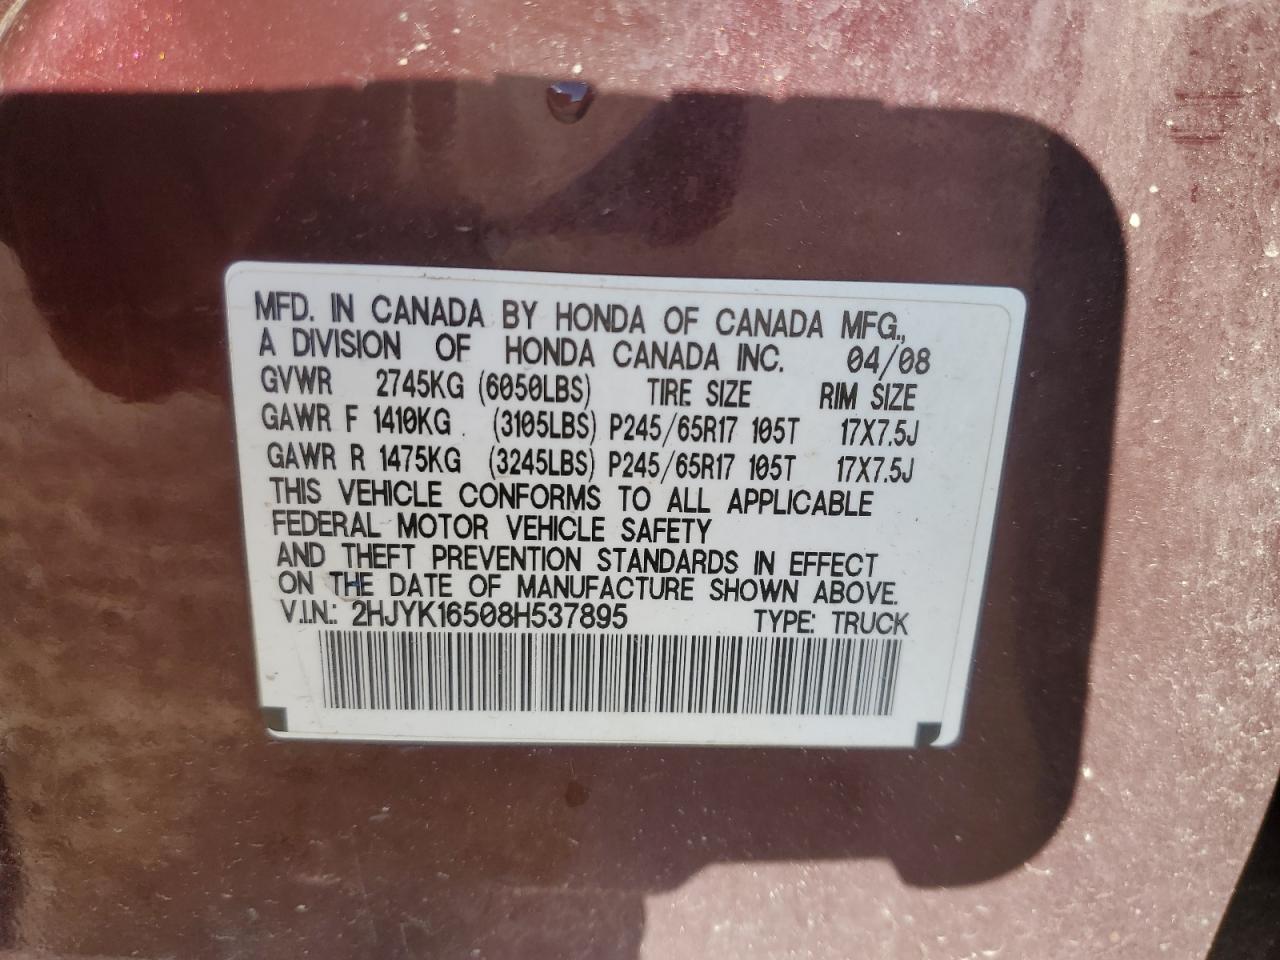 MFD. IN CANADA BY HONDA OF CANADA MFG.,
A DIVISION OF HONDA CANADA INC. 04/08
GVWR 2745KG (6050LBS) TIRE SIZE RIM SIZE
GAWR F 1410KG (3105LBS) P245/65R17 105T 17X7.5J
GAWR R 1475KG (3245LBS) P245/65R17 105T 17X7.5J
THIS VEHICLE CONFORMS TO ALL APPLICABLE
FEDERAL MOTOR VEHICLE SAFETY
AND THEFT PREVENTION STANDARDS IN EFFECT
ON THE DATE OF MANUFACTURE SHOWN ABOVE.
V.I.N.: 2HJYK16508H537895 TYPE: TRUCK